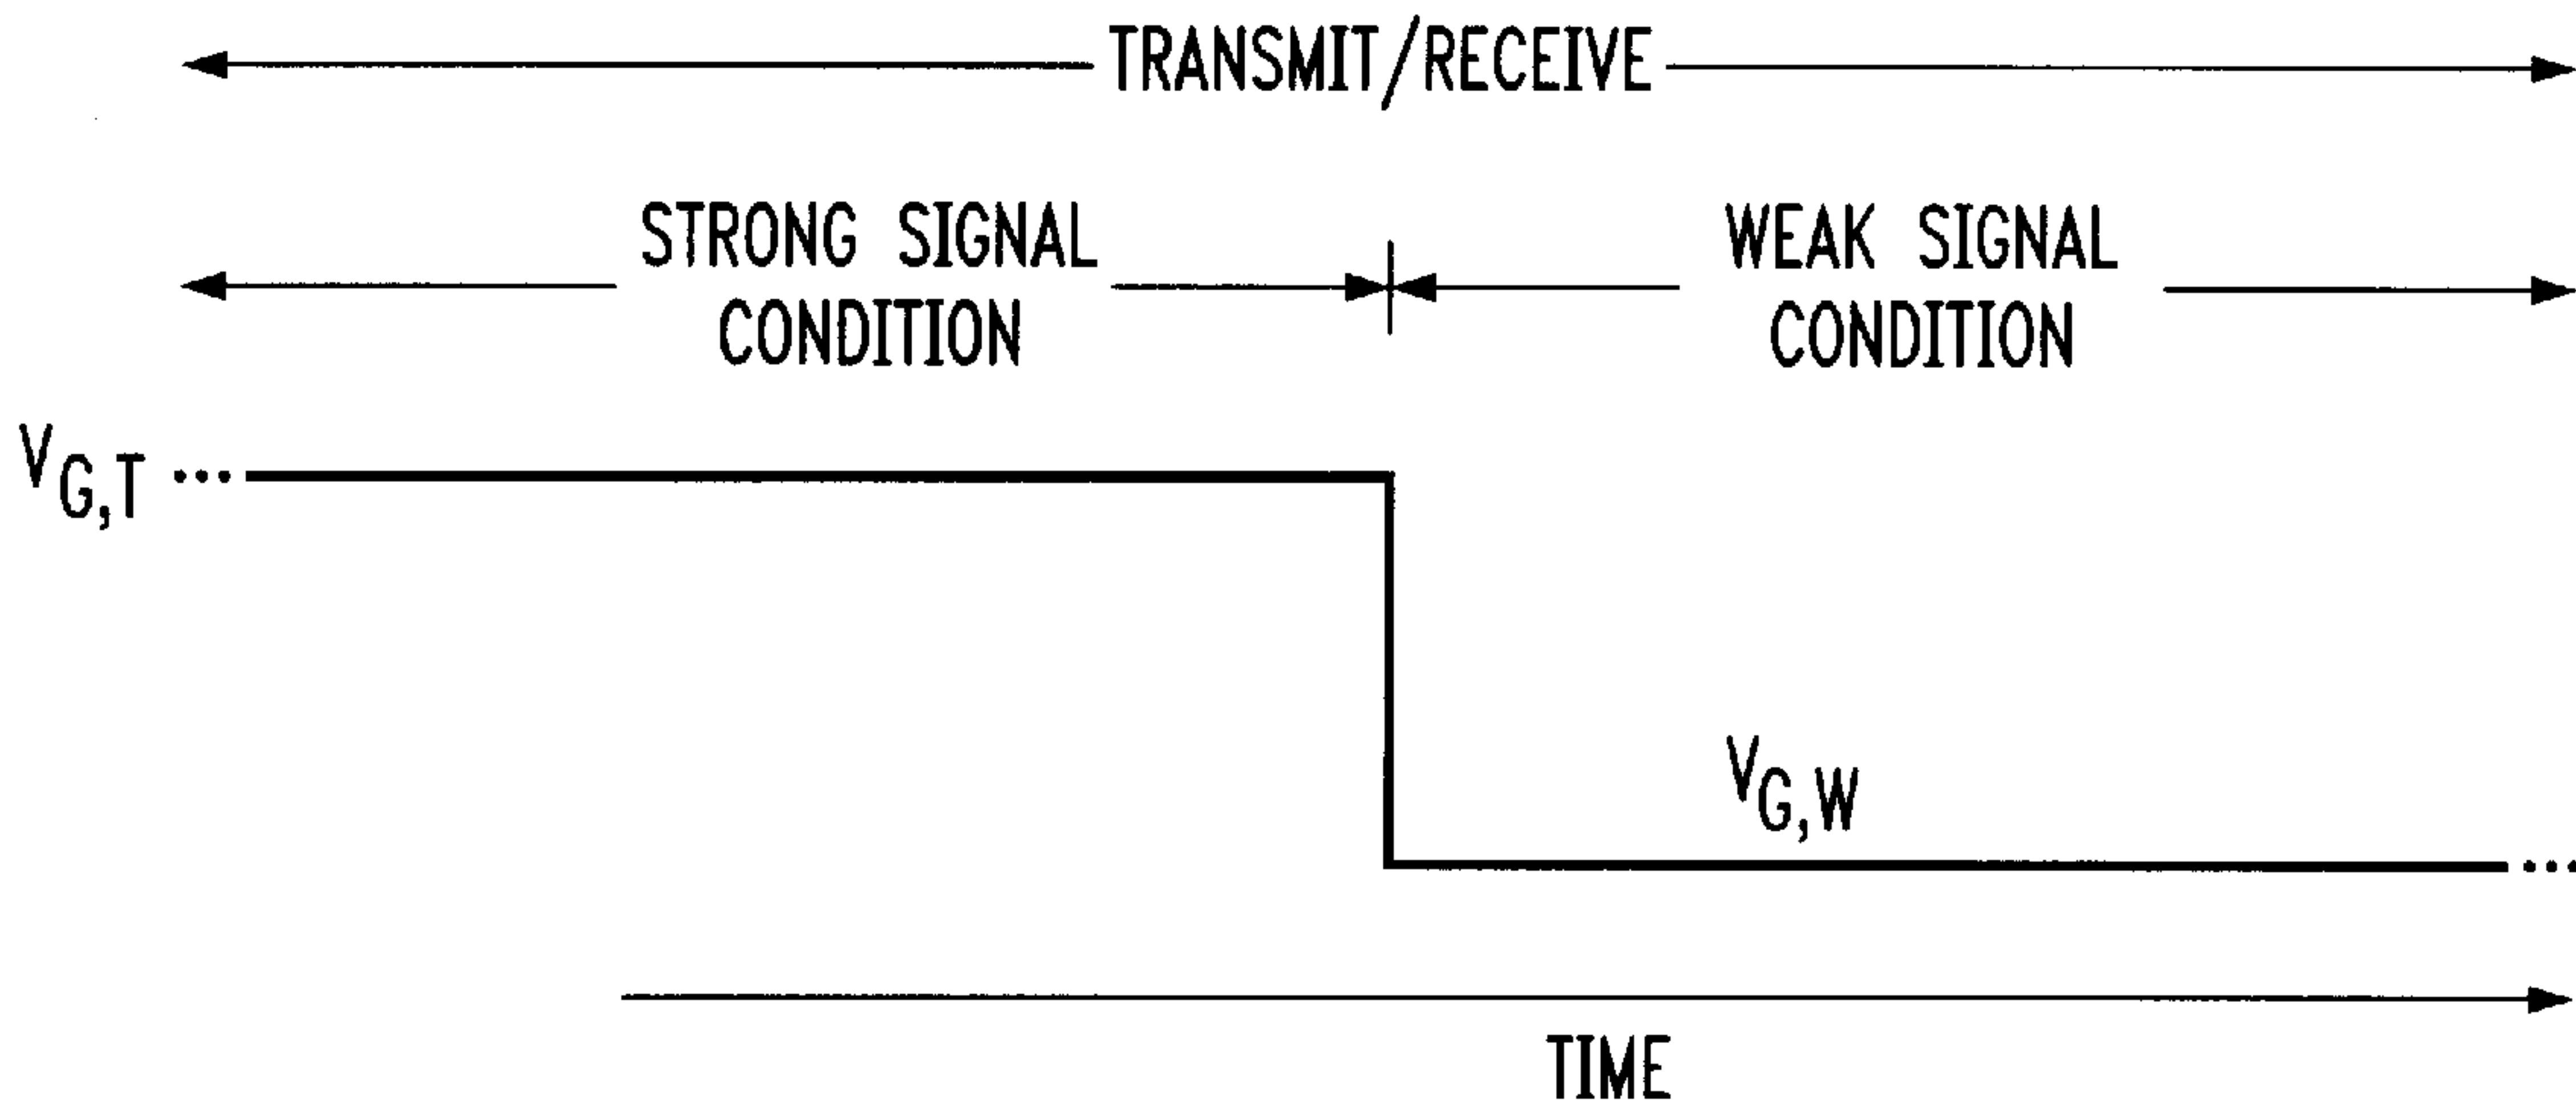 TRANSMIT/RECEIVE
STRONG SIGNAL
CONDITION
WEAK SIGNAL
CONDITION
VG,T
VG,W
TIME